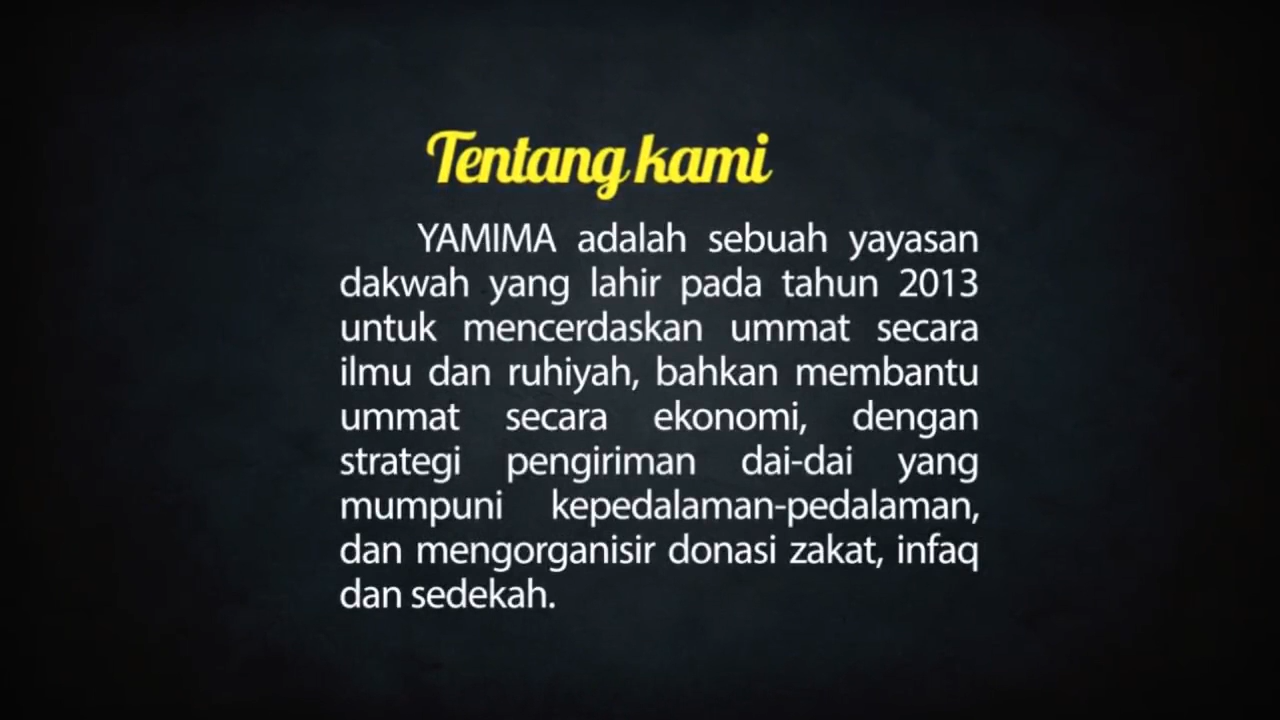 Tentang kami
YAMIMA adalah sebuah yayasan
dakwah yang lahir pada tahun 2013
untuk mencerdaskan ummat secara
ilmu dan ruhiyah, bahkan membantu
ummat secara ekonomi, dengan
strategi pengiriman dai-dai yang
mumpuni kepedalaman-pedalaman,
dan mengorganisir donasi zakat, infaq
dan sedekah.